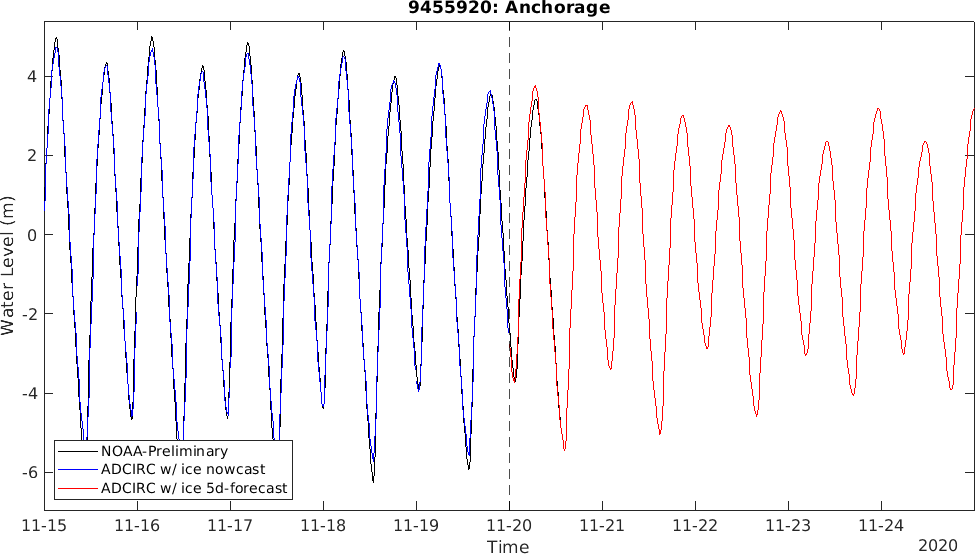 9455920: Anchorage
Water Level (m)
4
2
0
-2
-4
-6
NOAA-Preliminary
ADCIRC w/ ice nowcast
ADCIRC w/ ice 5d-forecast
11-15 11-16 11-17 11-18 11-19 11-20 11-21 11-22 11-23 11-24
Time
2020